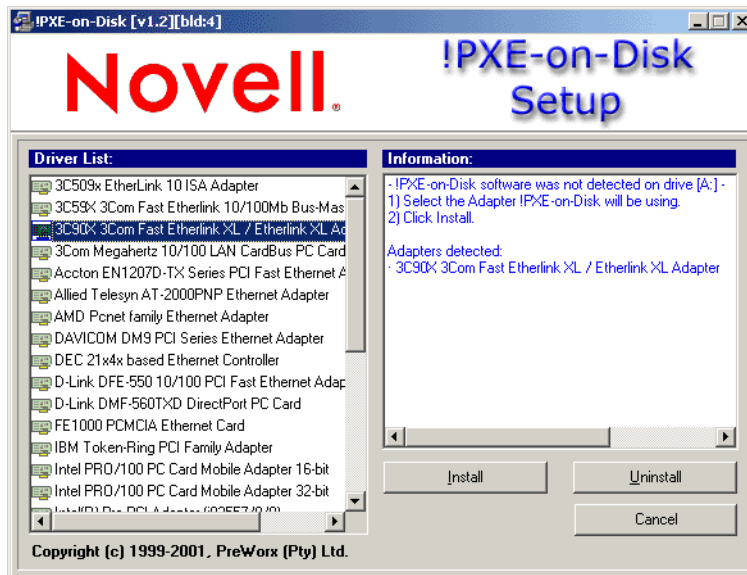 !PXE-on-Disk [v1.2][bld:4]
Novell®
!PXE-on-Disk
Setup
Driver List:
3C509x EtherLink 10 ISA Adapter
3C59X 3Com Fast Etherlink 10/100Mb Bus-Mas
3C90X 3Com Fast Etherlink XL / Etherlink XL Ad
3Com Megahertz 10/100 LAN CardBus PC Card
Accton EN1207D-TX Series PCI Fast Ethernet A
Allied Telesyn AT-2000PNP Ethernet Adapter
AMD Pcnet family Ethernet Adapter
DAVICOM DM9 PCI Series Ethernet Adapter
DEC 21x4x based Ethernet Controller
D-Link DFE-550 10/100 PCI Fast Ethernet Adap
D-Link DMF-560TXD DirectPort PC Card
FE1000 PCMCIA Ethernet Card
IBM Token-Ring PCI Family Adapter
Intel PRO/100 PC Card Mobile Adapter 16-bit
Intel PRO/100 PC Card Mobile Adapter 32-bit
Information:
- !PXE-on-Disk software was not detected on drive [A:] -
1) Select the Adapter !PXE-on-Disk will be using.
2) Click Install.
Adapters detected:
· 3C90X 3Com Fast Etherlink XL / Etherlink XL Adapter
Install
Uninstall
Cancel
Copyright (c) 1999-2001, PreWorx (Pty) Ltd.